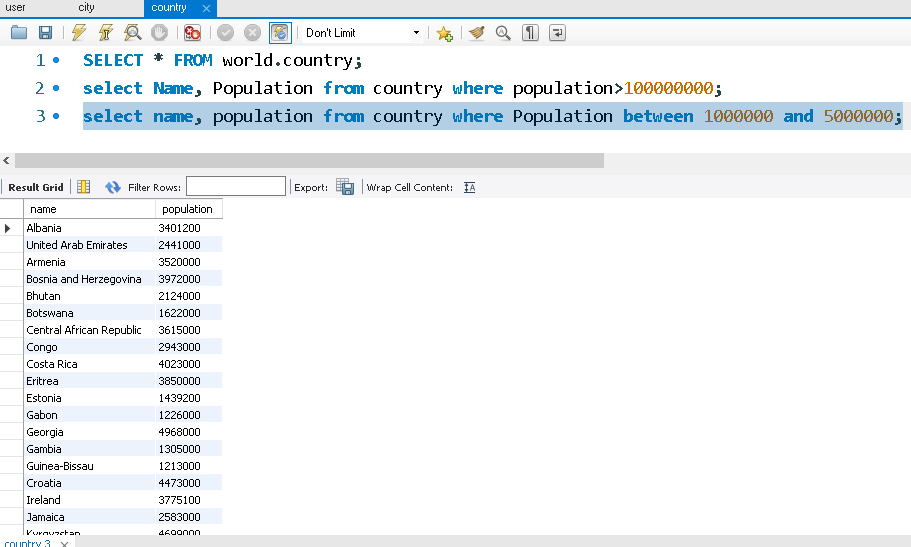 user city country
Don't Limit
1 SELECT * FROM world.country;
2 select Name, Population from country where population>100000000;
3 select name, population from country where Population between 1000000 and 5000000;
Result Grid Filter Rows: Export: Wrap Cell Content:
name population
Albania 3401200
United Arab Emirates 2441000
Armenia 3520000
Bosnia and Herzegovina 3972000
Bhutan 2124000
Botswana 1622000
Central African Republic 3615000
Congo 2943000
Costa Rica 4023000
Eritrea 3850000
Estonia 1439200
Gabon 1226000
Georgia 4968000
Gambia 1305000
Guinea-Bissau 1213000
Croatia 4473000
Ireland 3775100
Jamaica 2583000
Kyrgyzstan 4699000
country 3